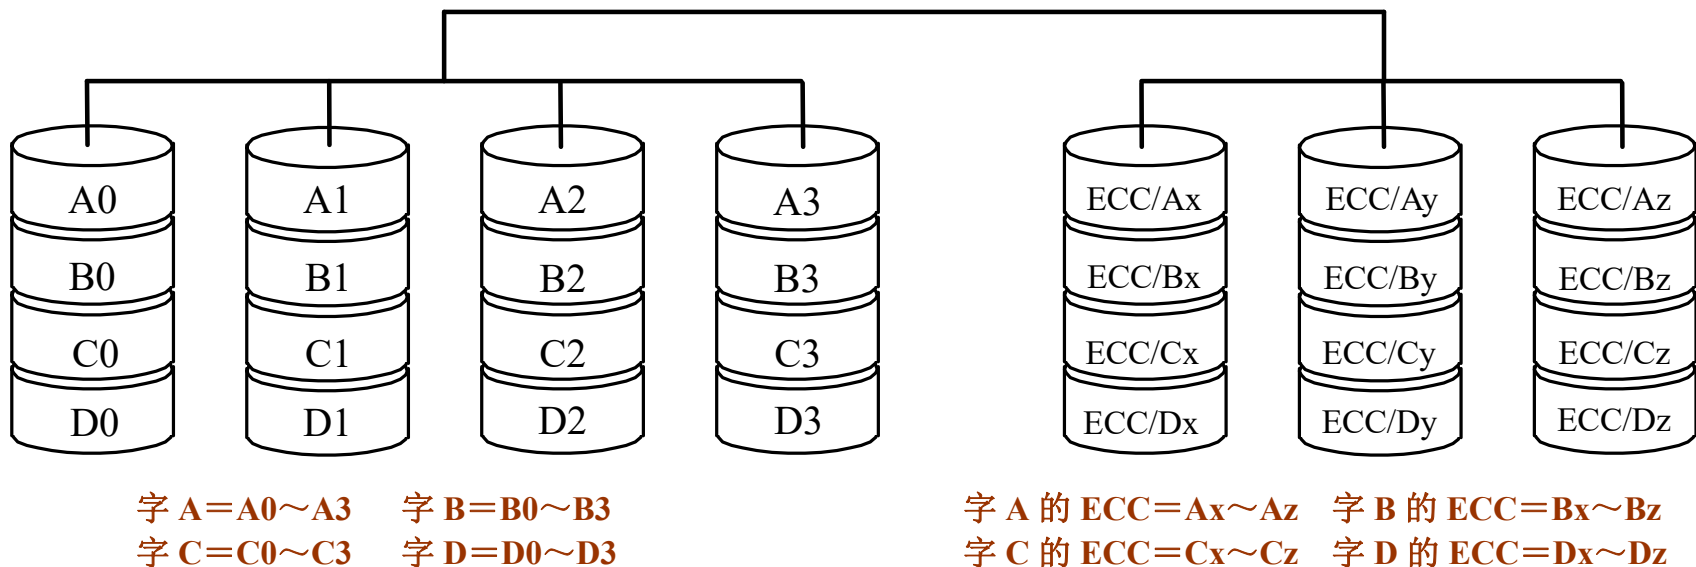 A0 A1 A2 A3 ECC/Ax ECC/Ay ECC/Az
B0 B1 B2 B3 ECC/Bx ECC/By ECC/Bz
C0 C1 C2 C3 ECC/Cx ECC/Cy ECC/Cz
D0 D1 D2 D3 ECC/Dx ECC/Dy ECC/Dz
字 A＝A0～A3 字 B＝B0～B3 字 A 的 ECC＝Ax～Az 字 B 的 ECC＝Bx～Bz
字 C＝C0～C3 字 D＝D0～D3 字 C 的 ECC＝Cx～Cz 字 D 的 ECC＝Dx～Dz